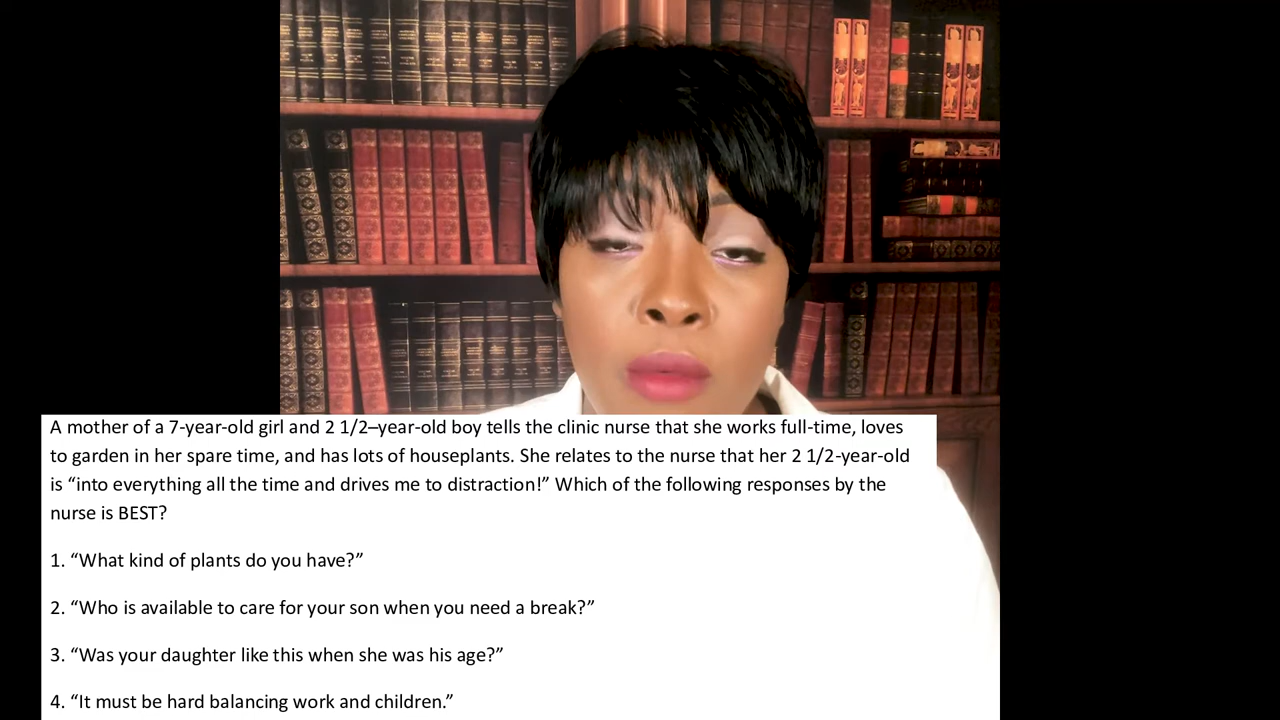 A mother of a 7-year-old girl and 2 1/2–year-old boy tells the clinic nurse that she works full-time, loves
to garden in her spare time, and has lots of houseplants. She relates to the nurse that her 2 1/2-year-old
is “into everything all the time and drives me to distraction!” Which of the following responses by the
nurse is BEST?
1. “What kind of plants do you have?”
2. “Who is available to care for your son when you need a break?”
3. “Was your daughter like this when she was his age?”
4. “It must be hard balancing work and children.”